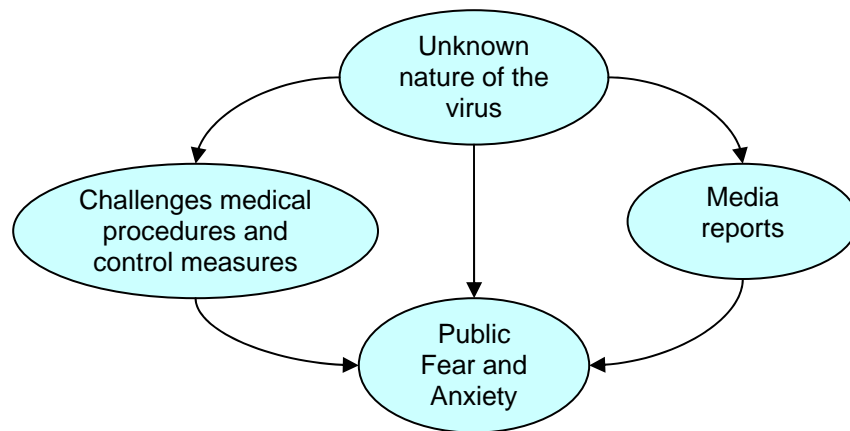 Unknown
nature of the
virus
Challenges medical
procedures and
control measures
Media
reports
Public
Fear and
Anxiety